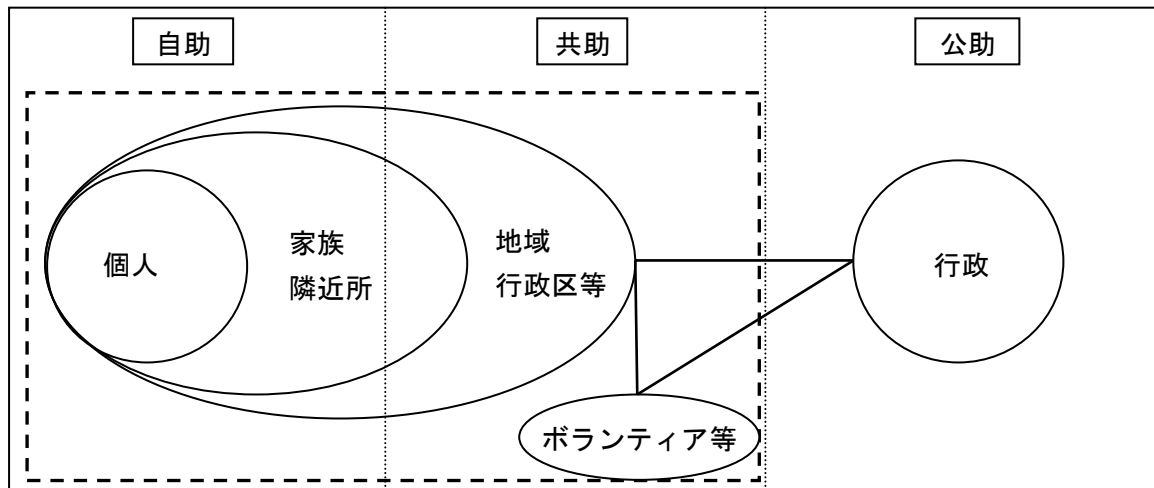 自助
共助
公助
個人
家族
隣近所
地域
行政区等
行政
ボランティア等